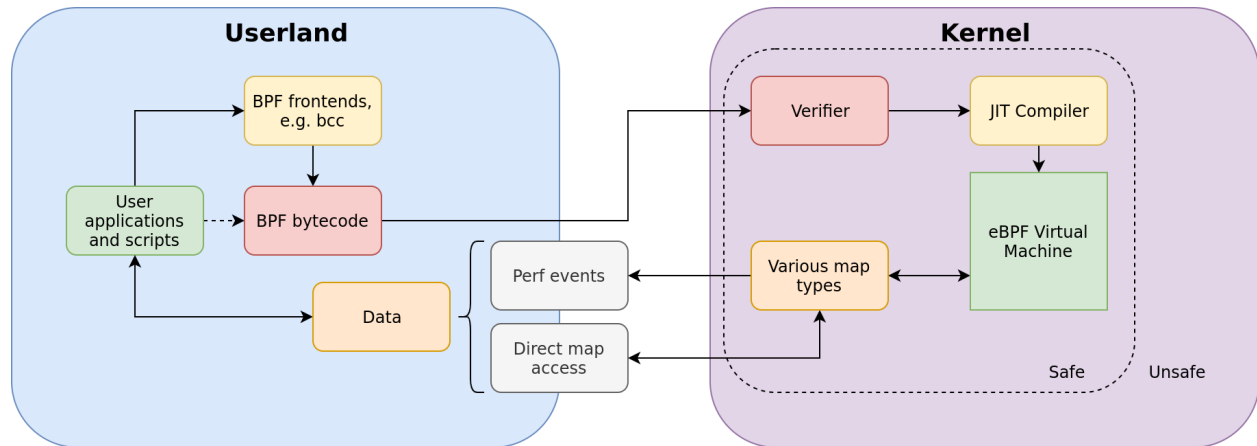 Userland
Kernel
BPF frontends,
e.g. bcc
Verifier
JIT Compiler
User
applications
and scripts
BPF bytecode
eBPF Virtual
Machine
Perf events
Various map
types
Data
Direct map
access
Safe
Unsafe